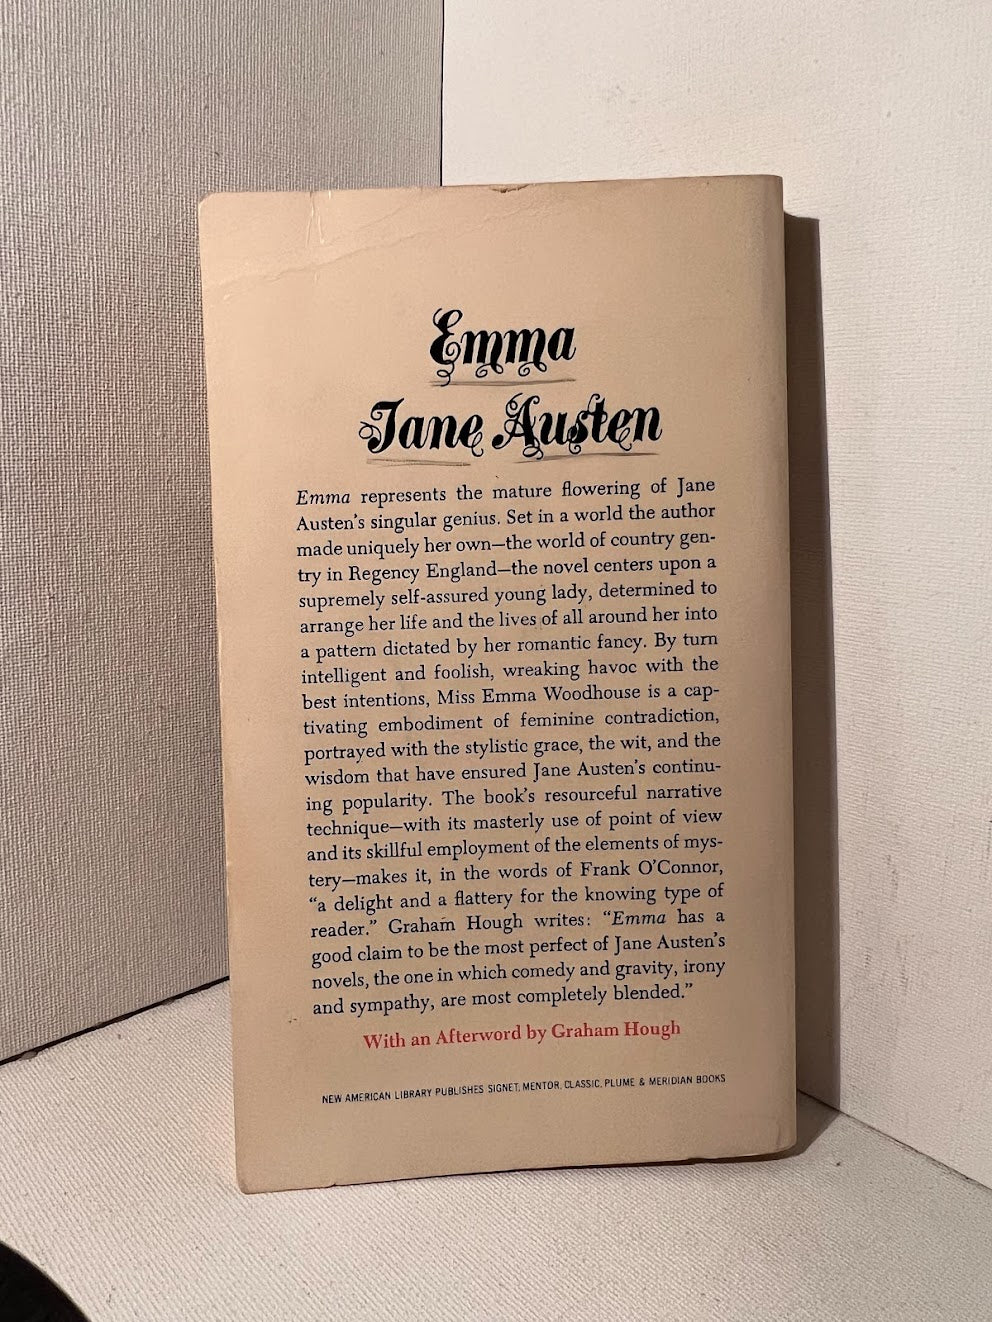 Emma
Jane Austen
Emma represents the mature flowering of Jane
Austen's singular genius. Set in a world the author
made uniquely her own—the world of country gen-
try in Regency England—the novel centers upon a
supremely self-assured young lady, determined to
arrange her life and the lives of all around her into
a pattern dictated by her romantic fancy. By turn
intelligent and foolish, wreaking havoc with the
best intentions, Miss Emma Woodhouse is a cap-
tivating embodiment of feminine contradiction,
portrayed with the stylistic grace, the wit, and the
wisdom that have ensured Jane Austen's continu-
ing popularity. The book's resourceful narrative
technique—with its masterly use of point of view
and its skillful employment of the elements of mys-
tery—makes it, in the words of Frank O'Connor,
"a delight and a flattery for the knowing type of
reader." Graham Hough writes: "Emma has a
good claim to be the most perfect of Jane Austen's
novels, the one in which comedy and gravity, irony
and sympathy, are most completely blended."
With an Afterword by Graham Hough
NEW AMERICAN LIBRARY PUBLISHES SIGNET, MENTOR, CLASSIC, PLUME & MERIDIAN BOOKS